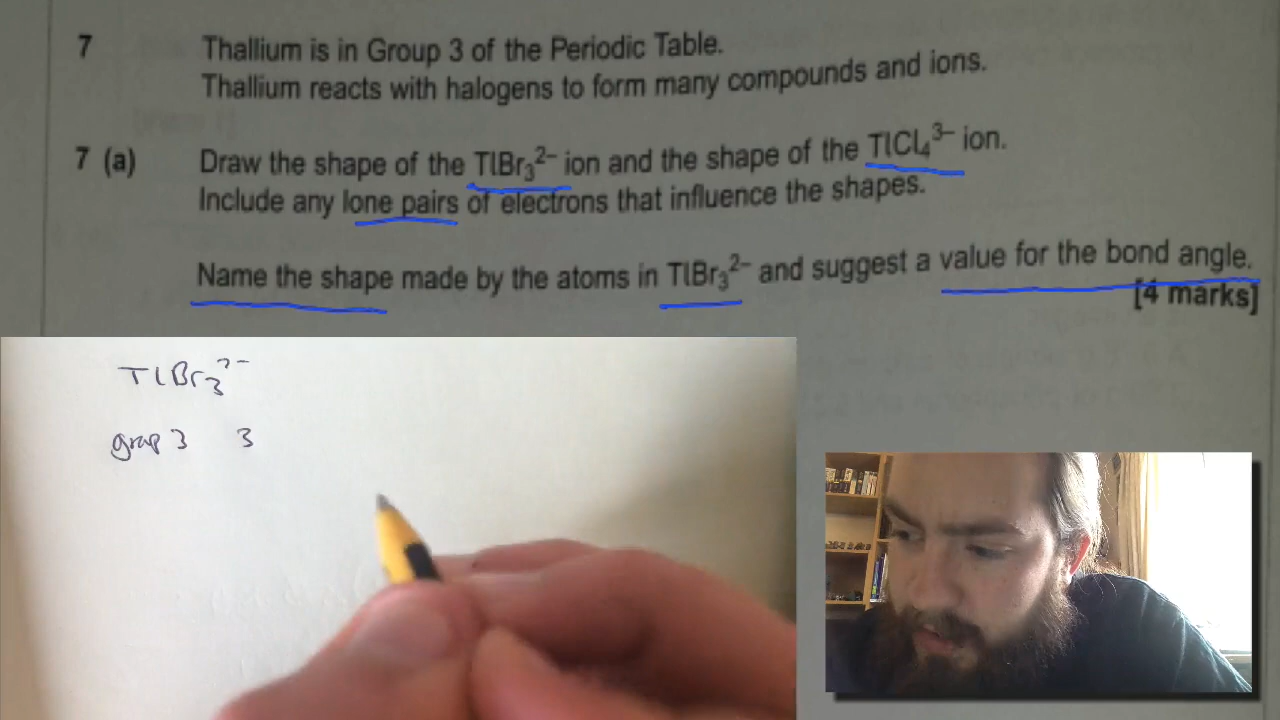 7 Thallium is in Group 3 of the Periodic Table.
Thallium reacts with halogens to form many compounds and ions.
7 (a) Draw the shape of the TlBr₃²⁻ ion and the shape of the TlCl₄³⁻ ion.
Include any lone pairs of electrons that influence the shapes.
Name the shape made by the atoms in TlBr₃²⁻ and suggest a value for the bond angle.
[4 marks]
TlBr₃²⁻
group 3 3